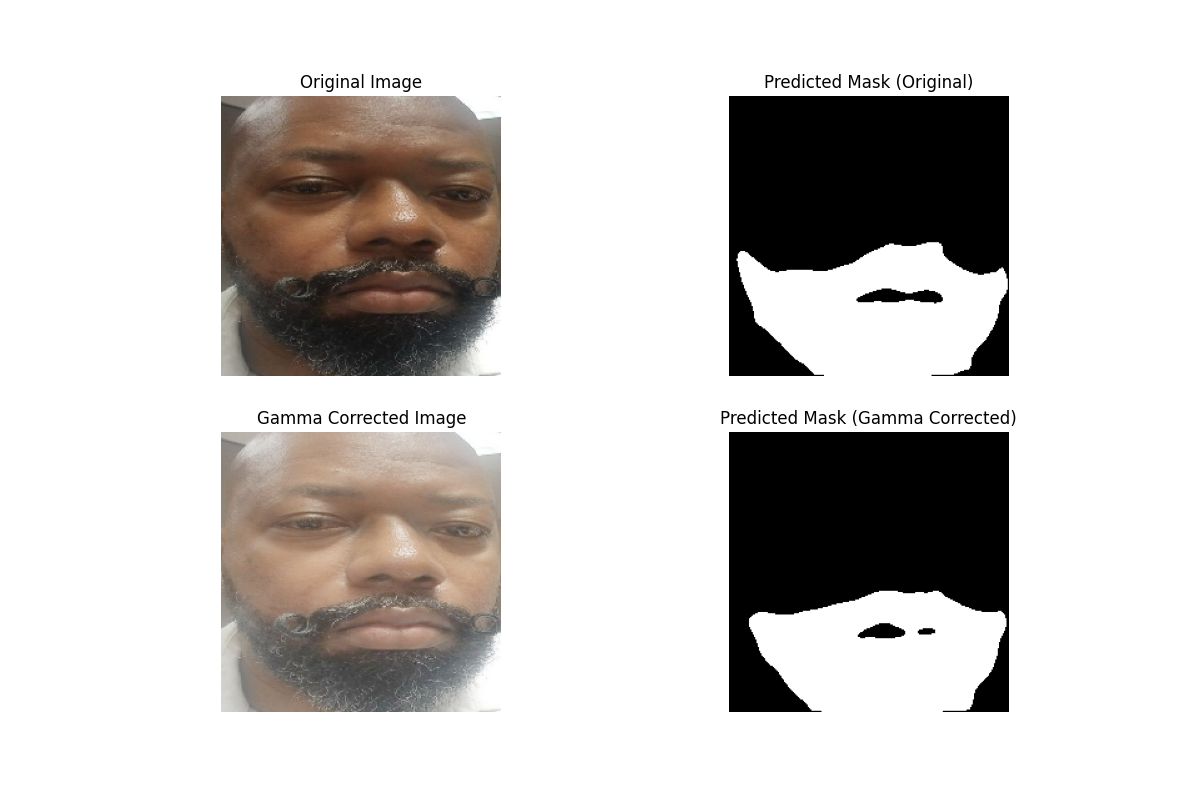 Original Image
Predicted Mask (Original)
Gamma Corrected Image
Predicted Mask (Gamma Corrected)